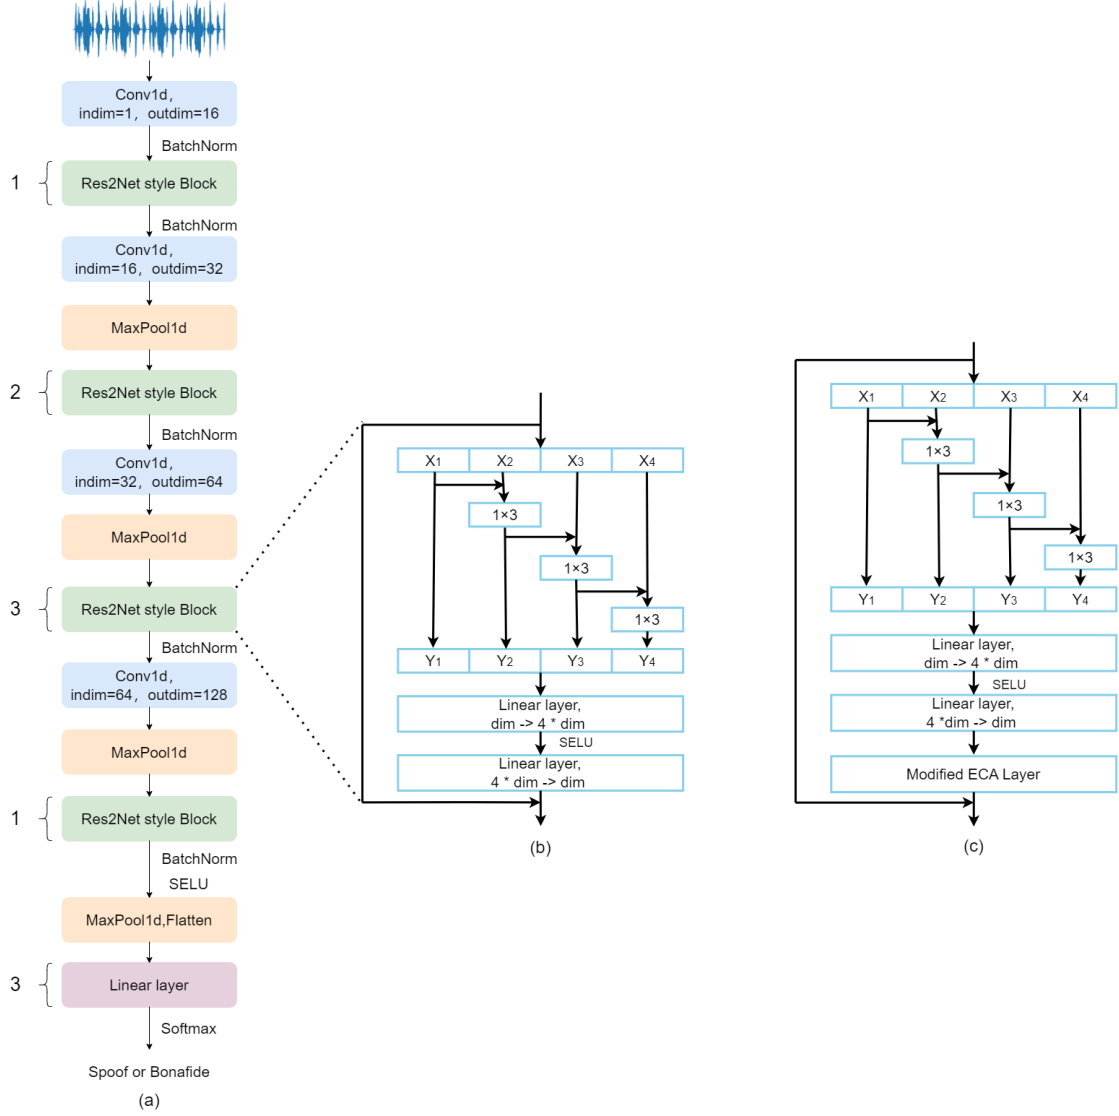 Conv1d,
indim=1, outdim=16
BatchNorm
1
Res2Net style Block
BatchNorm
Conv1d,
indim=16, outdim=32
MaxPool1d
2
Res2Net style Block
BatchNorm
Conv1d,
indim=32, outdim=64
MaxPool1d
3
Res2Net style Block
BatchNorm
Conv1d,
indim=64, outdim=128
MaxPool1d
1
Res2Net style Block
BatchNorm
SELU
MaxPool1d,Flatten
3
Linear layer
Softmax
Spoof or Bonafide
(a)
X1 X2 X3 X4
1×3
1×3
1×3
Y1 Y2 Y3 Y4
Linear layer,
dim -> 4 * dim
SELU
Linear layer,
4 * dim -> dim
(b)
X1 X2 X3 X4
1×3
1×3
1×3
Y1 Y2 Y3 Y4
Linear layer,
dim -> 4 * dim
SELU
Linear layer,
4 *dim -> dim
Modified ECA Layer
(c)